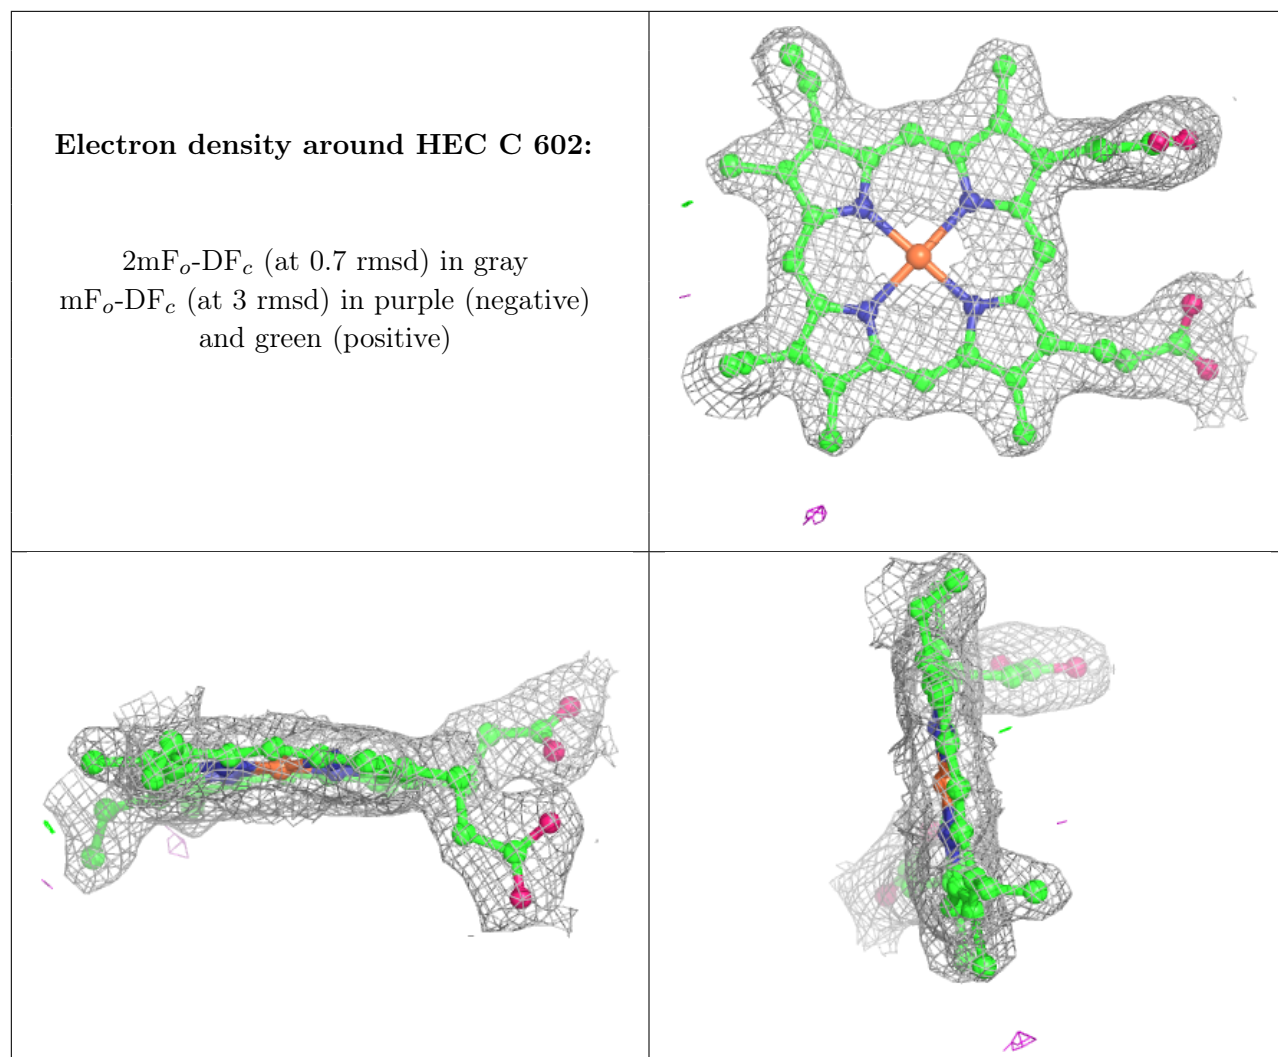 Electron density around HEC C 602:
2mFo-DFc (at 0.7 rmsd) in gray
mFo-DFc (at 3 rmsd) in purple (negative)
and green (positive)